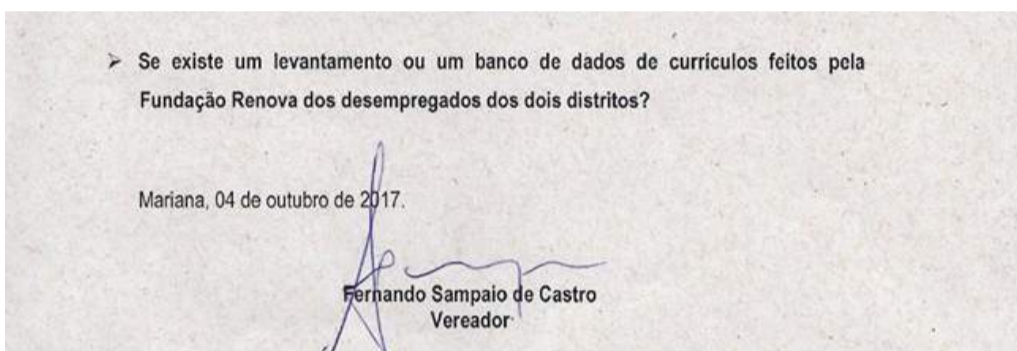 ➢ Se existe um levantamento ou um banco de dados de currículos feitos pela
Fundação Renova dos desempregados dos dois distritos?
Mariana, 04 de outubro de 2017.
Fernando Sampaio de Castro
Vereador